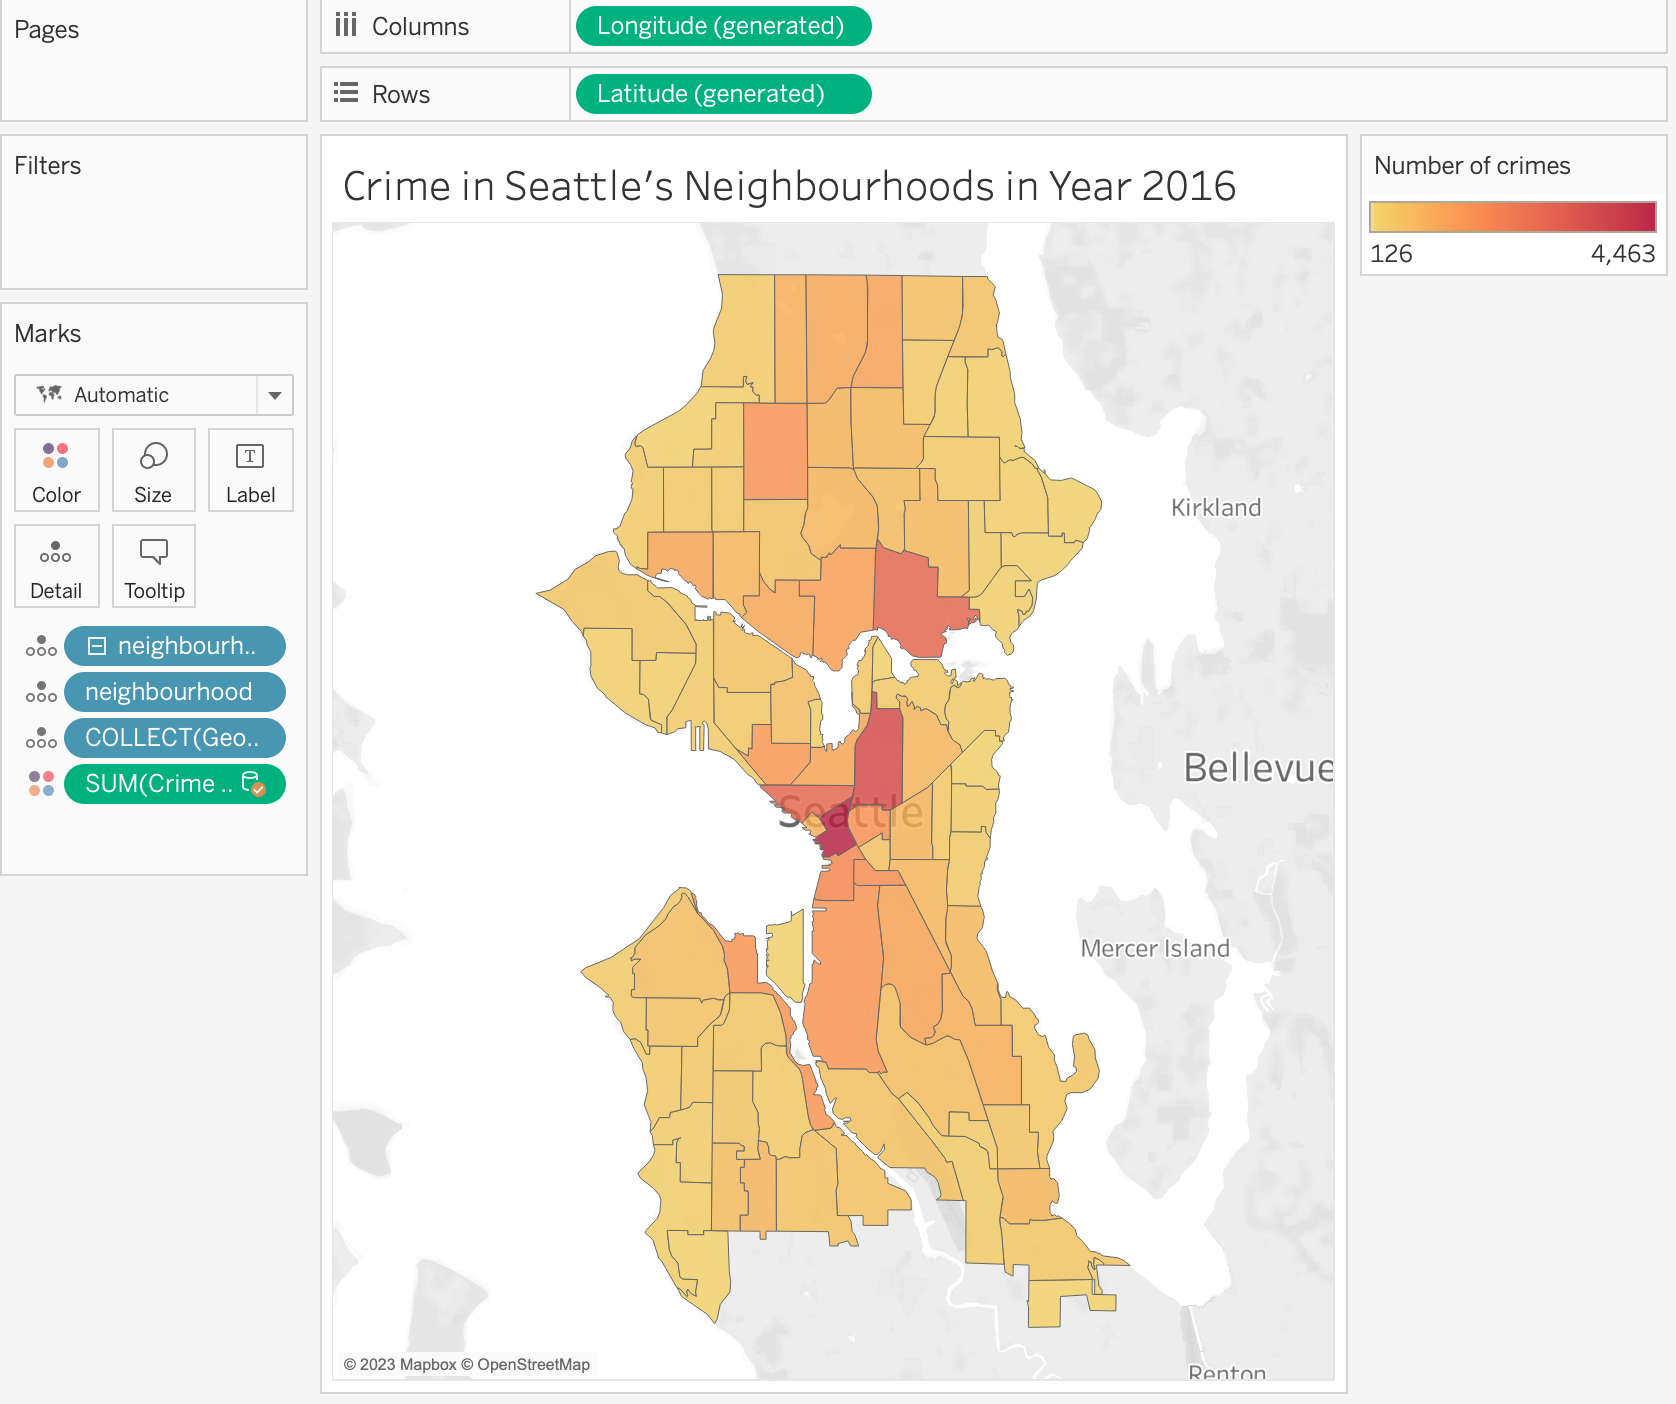 Pages
Columns
Longitude (generated)
Rows
Latitude (generated)
Filters
Marks
Automatic
Color
Size
T
Label
Detail
Tooltip
neighbourh..
neighbourhood
COLLECT(Geo..
SUM(Crime ..
Crime in Seattle's Neighbourhoods in Year 2016
Kirkland
Bellevue
Seattle
Mercer Island
Renton
© 2023 Mapbox © OpenStreetMap
Number of crimes
126
4,463